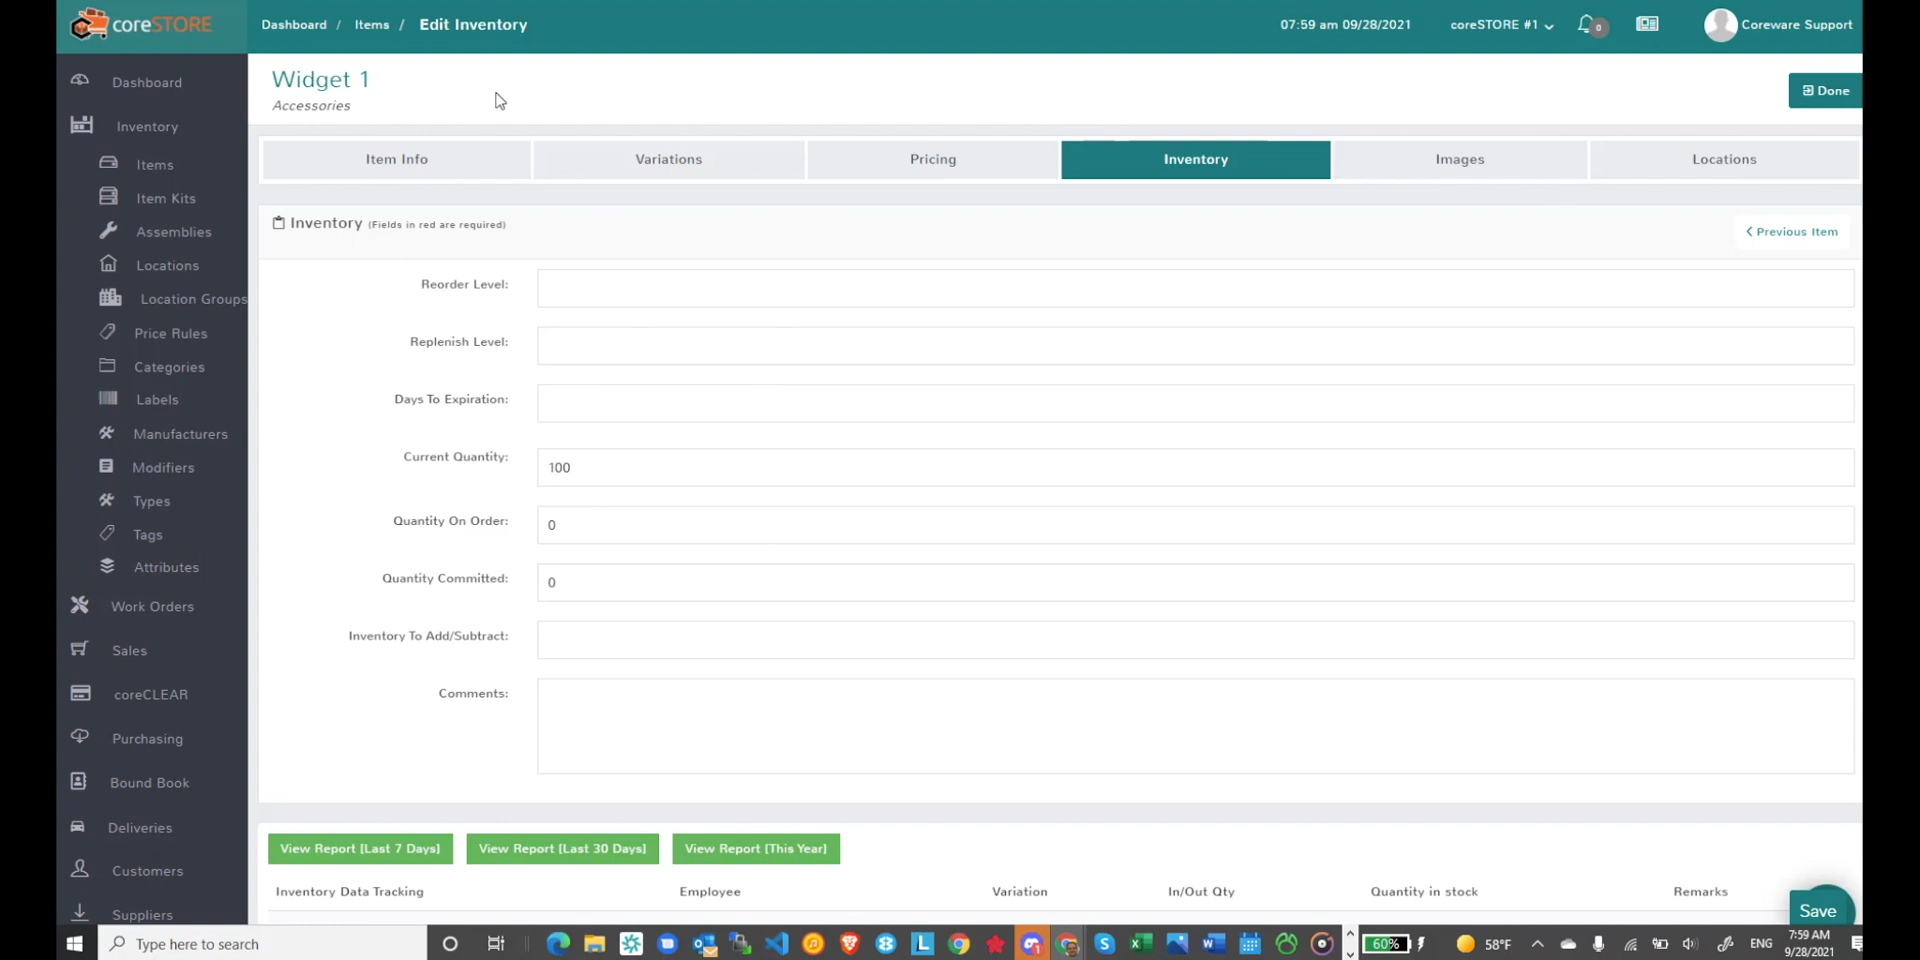 coreSTORE
Dashboard / Items / Edit Inventory
07:59 am 09/28/2021
coreSTORE #1
0
Coreware Support
Dashboard
Inventory
Items
Item Kits
Assemblies
Locations
Location Groups
Price Rules
Categories
Labels
Manufacturers
Modifiers
Types
Tags
Attributes
Work Orders
Sales
coreCLEAR
Purchasing
Bound Book
Deliveries
Customers
Suppliers
Widget 1
Accessories
Done
Item Info
Variations
Pricing
Inventory
Images
Locations
Inventory (Fields in red are required)
Previous Item
Reorder Level:
Replenish Level:
Days To Expiration:
Current Quantity: 100
Quantity On Order: 0
Quantity Committed: 0
Inventory To Add/Subtract:
Comments:
View Report [Last 7 Days]
View Report [Last 30 Days]
View Report [This Year]
Inventory Data Tracking
Employee
Variation
In/Out Qty
Quantity in stock
Remarks
Save
Type here to search
L
S
60%
58°F
ENG
7:59 AM
9/28/2021